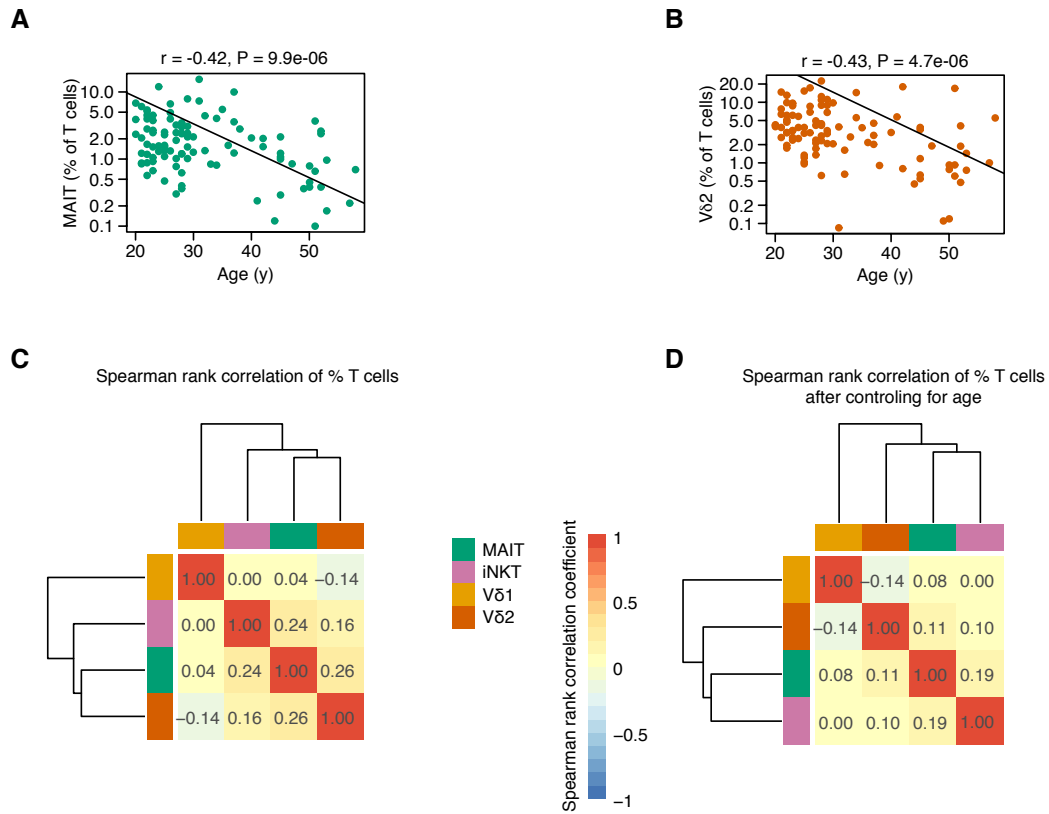 A
r = -0.42, P = 9.9e-06
MAIT (% of T cells)
10.0
5.0
2.0
1.0
0.5
0.2
0.1
20 30 40 50
Age (y)
B
r = -0.43, P = 4.7e-06
Vδ2 (% of T cells)
20.0
10.0
5.0
2.0
1.0
0.5
0.2
0.1
20 30 40 50
Age (y)
C
Spearman rank correlation of % T cells
1.00 0.00 0.04 −0.14
0.00 1.00 0.24 0.16
0.04 0.24 1.00 0.26
−0.14 0.16 0.26 1.00
MAIT
iNKT
Vδ1
Vδ2
Spearman rank correlation coefficient
1
0.5
0
−0.5
−1
D
Spearman rank correlation of % T cells
after controling for age
1.00 −0.14 0.08 0.00
−0.14 1.00 0.11 0.10
0.08 0.11 1.00 0.19
0.00 0.10 0.19 1.00